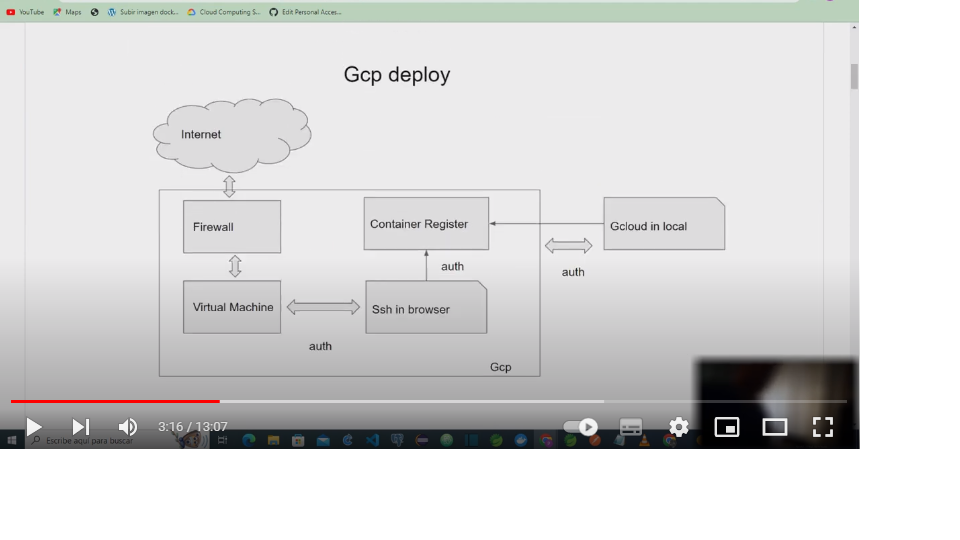 YouTube
Maps
Subir imagen dock...
Cloud Computing S...
Edit Personal Acces...
Gcp deploy
Internet
Firewall
Container Register
Gcloud in local
auth
auth
Virtual Machine
Ssh in browser
auth
Gcp
3:16 / 13:07
Escribe aquí para buscar